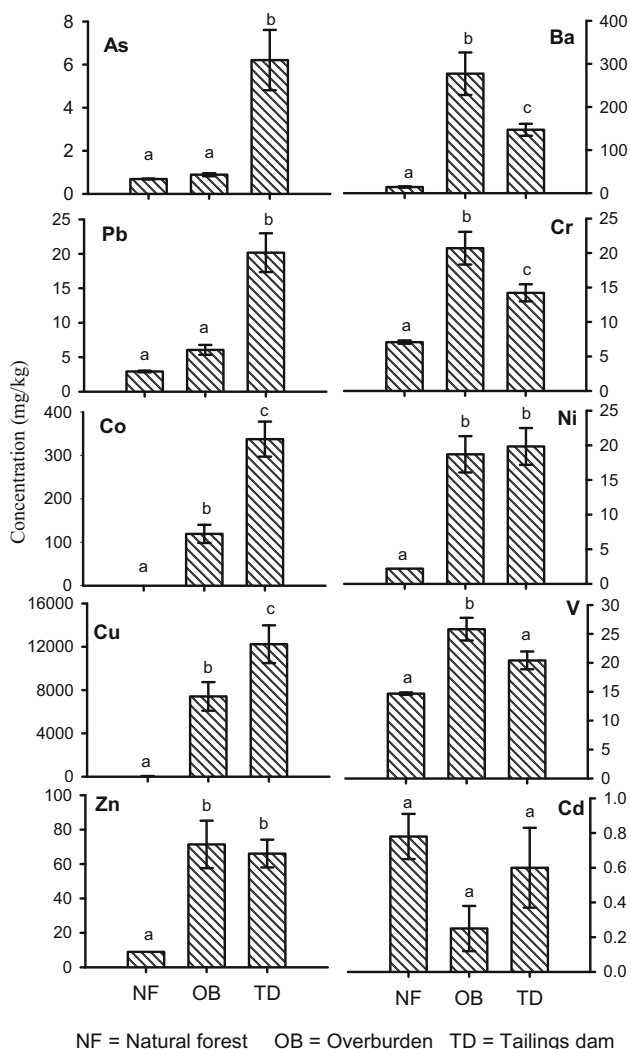 8
6
4
2
0
As
a
a
b
400
300
200
100
0
Ba
a
b
c
25
20
15
10
5
0
Pb
a
a
b
25
20
15
10
5
0
Cr
a
b
c
Concentration (mg/kg)
400
300
200
100
0
Co
a
b
c
25
20
15
10
5
0
Ni
a
b
b
16000
12000
8000
4000
0
Cu
a
b
c
30
25
20
15
10
5
0
V
a
b
a
100
80
60
40
20
0
Zn
a
b
b
1.0
0.8
0.6
0.4
0.2
0.0
Cd
a
a
a
NF OB TD
NF OB TD
NF = Natural forest OB = Overburden TD = Tailings dam